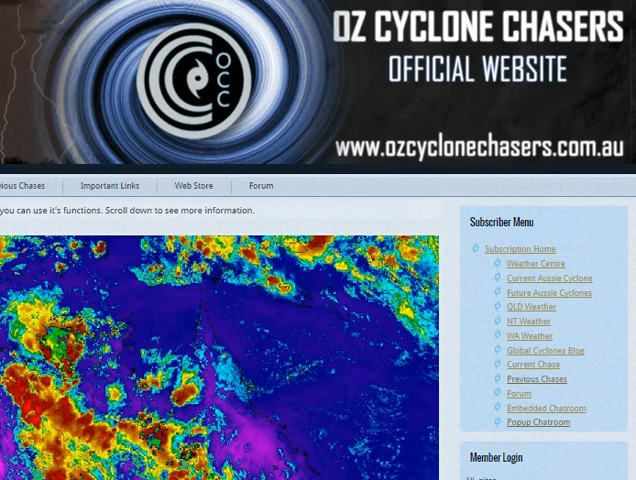 OZ CYCLONE CHASERS
OFFICIAL WEBSITE
OCC
www.ozcyclonechasers.com.au
vious Chases
Important Links
Web Store
Forum
you can use it's functions. Scroll down to see more information.
Subscriber Menu
Subscription Home
Weather Centre
Current Aussie Cyclone
Future Aussie Cyclones
QLD Weather
NT Weather
WA Weather
Global Cyclones Blog
Current Chase
Previous Chases
Forum
Embedded Chatroom
Popup Chatroom
Member Login